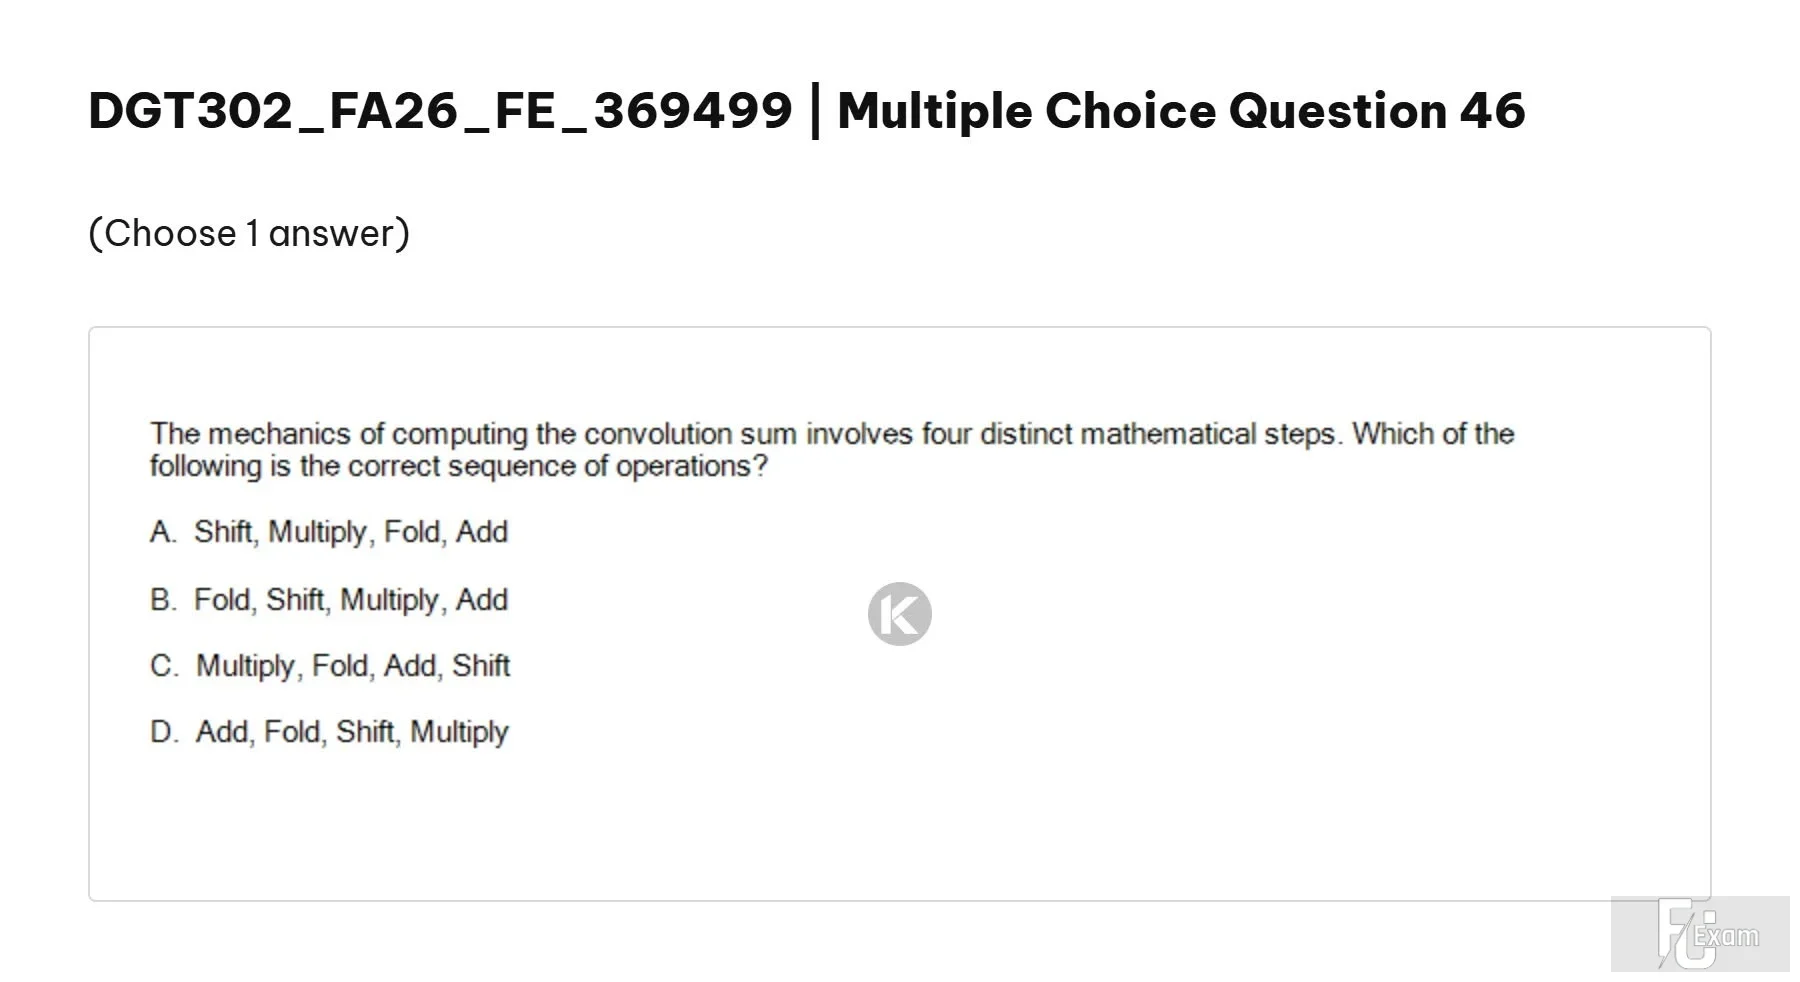 DGT302_FA26_FE_369499 | Multiple Choice Question 46
(Choose 1 answer)
The mechanics of computing the convolution sum involves four distinct mathematical steps. Which of the
following is the correct sequence of operations?
A. Shift, Multiply, Fold, Add
B. Fold, Shift, Multiply, Add
K
C. Multiply, Fold, Add, Shift
D. Add, Fold, Shift, Multiply
FU Exam